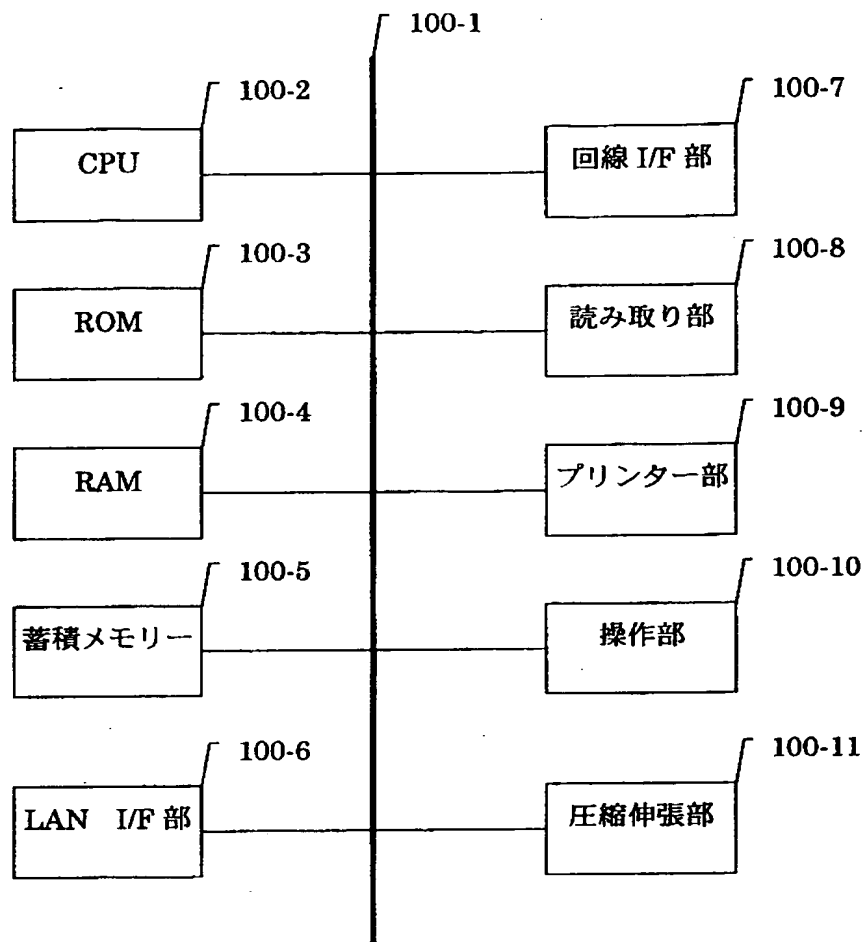 100-1
100-2
CPU
100-7
回線 I/F 部
100-3
ROM
100-8
読み取り部
100-4
RAM
100-9
プリンター部
100-5
蓄積メモリー
100-10
操作部
100-6
LAN I/F 部
100-11
圧縮伸張部